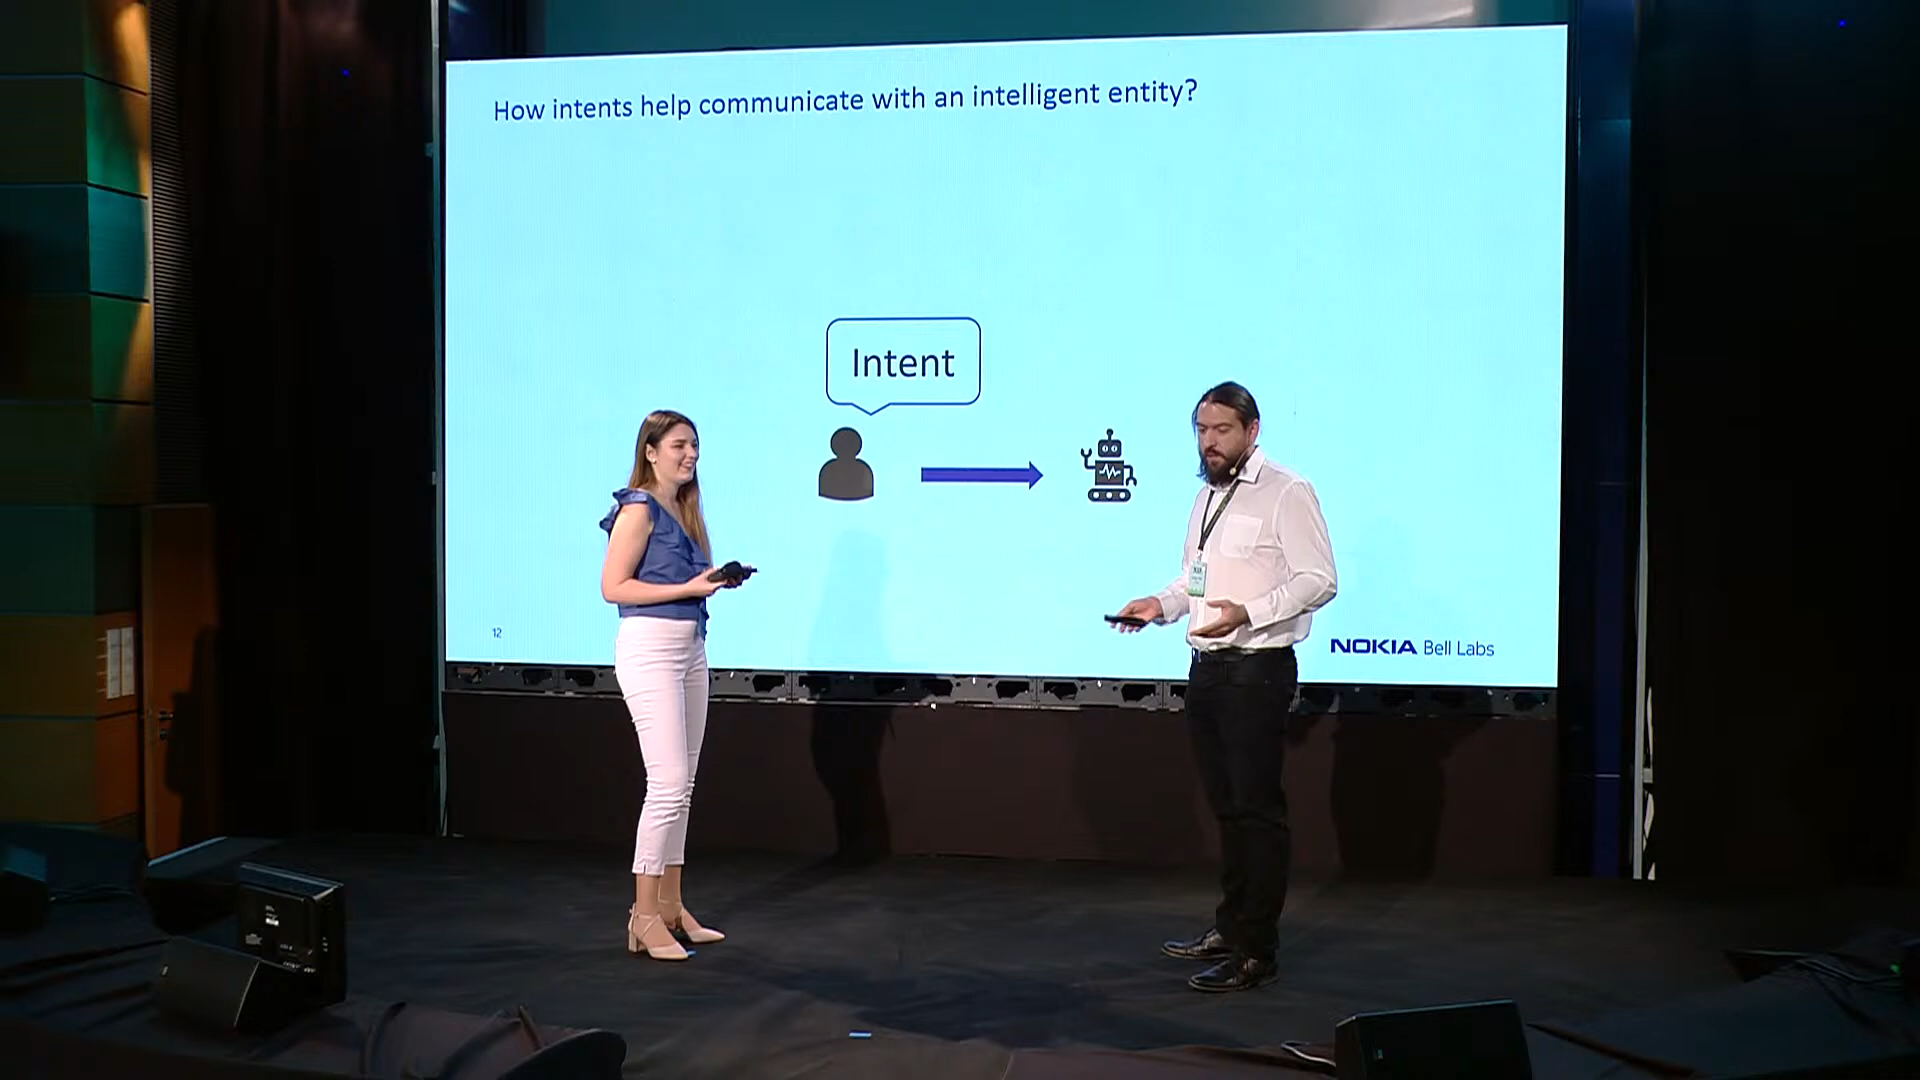 How intents help communicate with an intelligent entity?
Intent
12
NOKIA Bell Labs